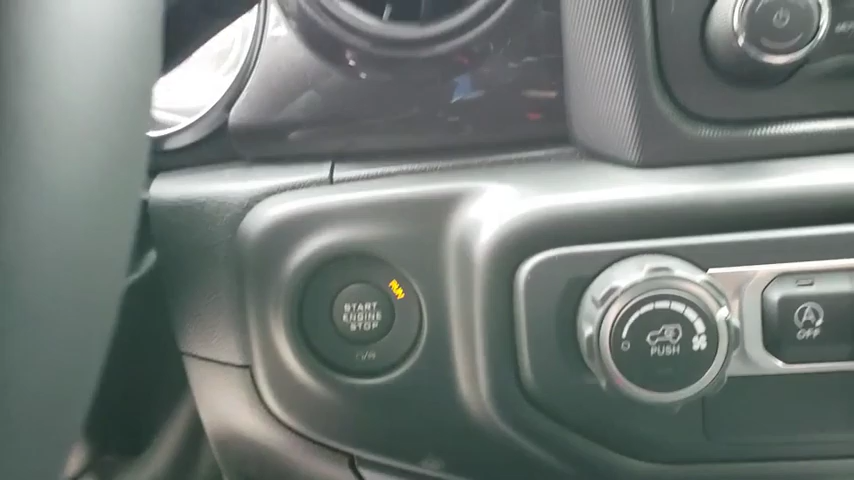 RUN
START
ENGINE
STOP
O
PUSH
A
OFF